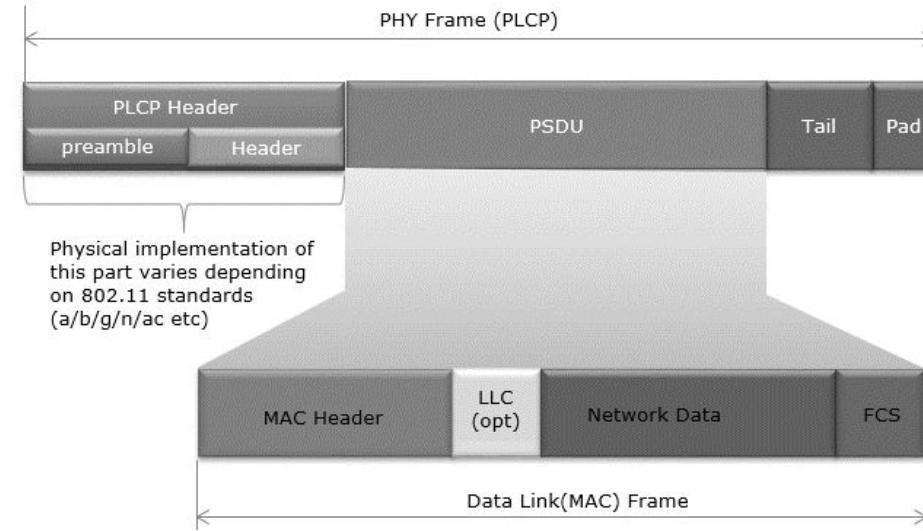 PHY Frame (PLCP)
PLCP Header
preamble
Header
PSDU
Tail
Pad
Physical implementation of
this part varies depending
on 802.11 standards
(a/b/g/n/ac etc)
MAC Header
LLC
(opt)
Network Data
FCS
Data Link(MAC) Frame